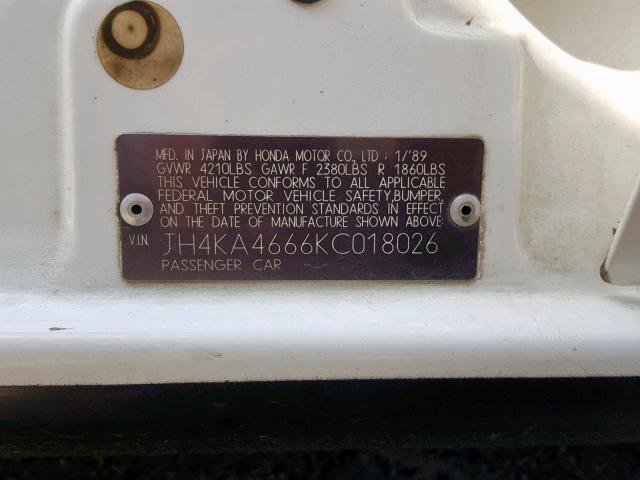 MFD. IN JAPAN BY HONDA MOTOR CO., LTD : 1/'89
GVWR 4210LBS GAWR F 2380LBS R 1860LBS
THIS VEHICLE CONFORMS TO ALL APPLICABLE
FEDERAL MOTOR VEHICLE SAFETY,BUMPER,
AND THEFT PREVENTION STANDARDS IN EFFECT
ON THE DATE OF MANUFACTURE SHOWN ABOVE.
V.I.N. JH4KA4666KC018026
PASSENGER CAR